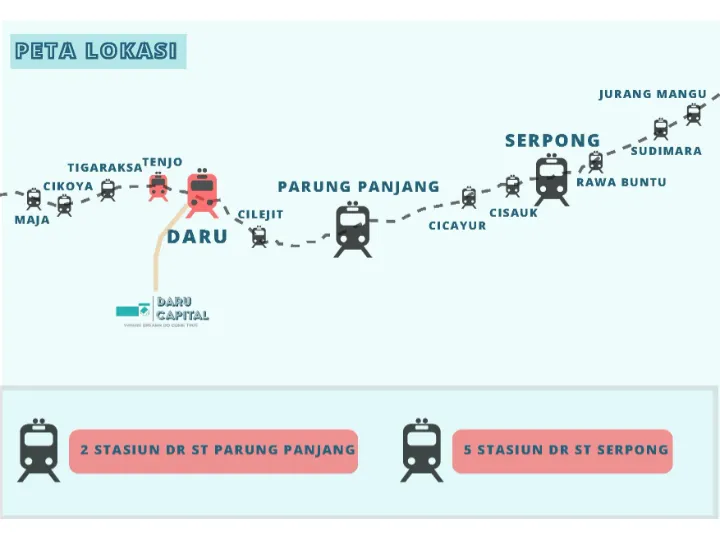 PETA LOKASI
JURANG MANGU
SERPONG
SUDIMARA
TENJO
TIGARAKSA
CIKOYA
PARUNG PANJANG
RAWA BUNTU
MAJA
CILEJIT
CISAUK
CICAYUR
DARU
DARU
CAPITAL
2 STASIUN DR ST PARUNG PANJANG
5 STASIUN DR ST SERPONG